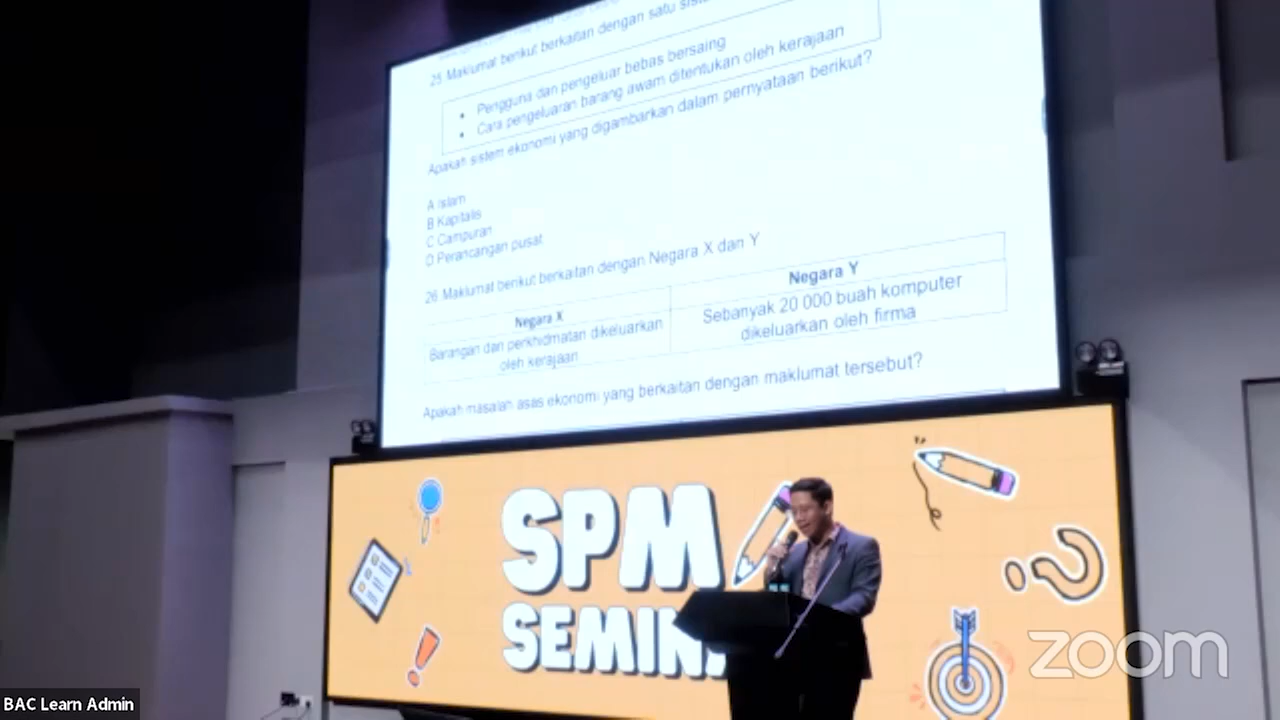 25 Maklumat berikut berkaitan dengan satu
• Pengguna dan pengeluar bebas bersaing
• Cara pengeluaran barang awam ditentukan oleh kerajaan
Apakah sistem ekonomi yang digambarkan dalam pernyataan berikut?
A Islam
B Kapitalis
C Campuran
D Perancangan pusat
26 Maklumat berikut berkaitan dengan Negara X dan Y
Negara X
Negara Y
Barangan dan perkhidmatan dikeluarkan
oleh kerajaan
Sebanyak 20 000 buah komputer
dikeluarkan oleh firma
Apakah masalah asas ekonomi yang berkaitan dengan maklumat tersebut?
SPM
SEMIN
zoom
BAC Learn Admin